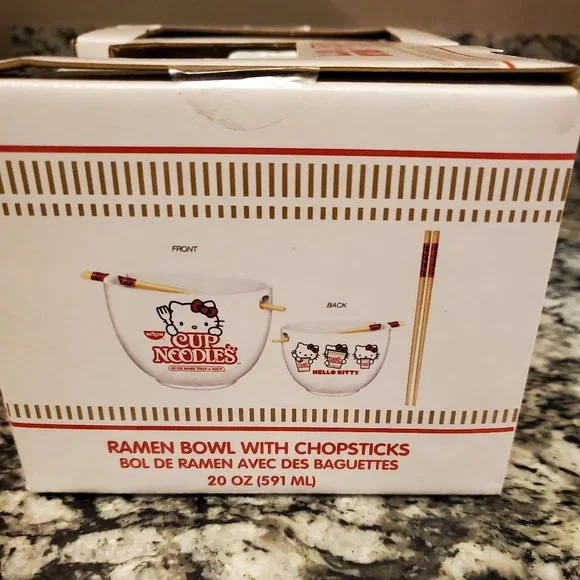 FRONT
NISSIN
CUP
NOODLES
MUCH MORE THAN A SOUP
BACK
HELLO KITTY
RAMEN BOWL WITH CHOPSTICKS
BOL DE RAMEN AVEC DES BAGUETTES
20 OZ (591 ML)